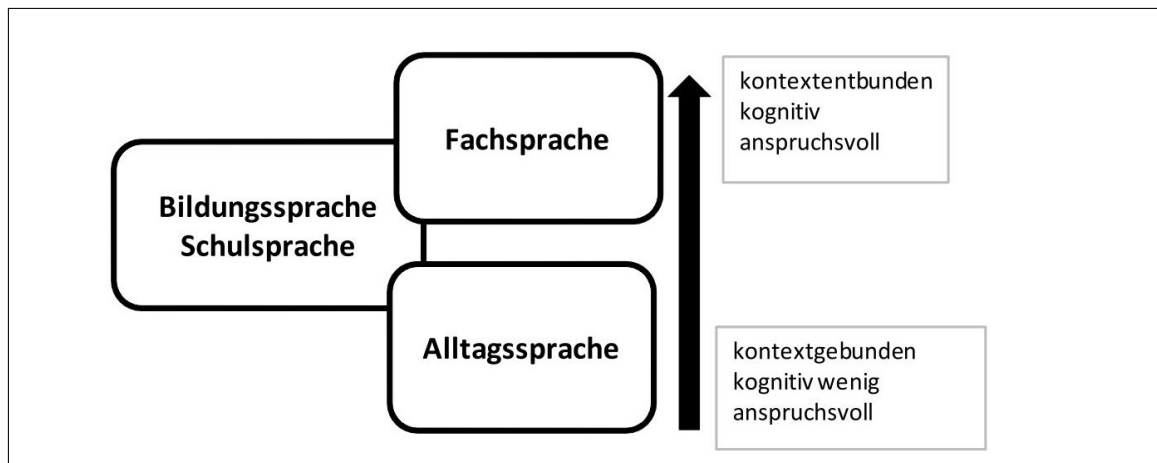 Fachsprache
Bildungssprache
Schulsprache
Alltagssprache
kontextentbunden
kognitiv
anspruchsvoll
kontextgebunden
kognitiv wenig
anspruchsvoll